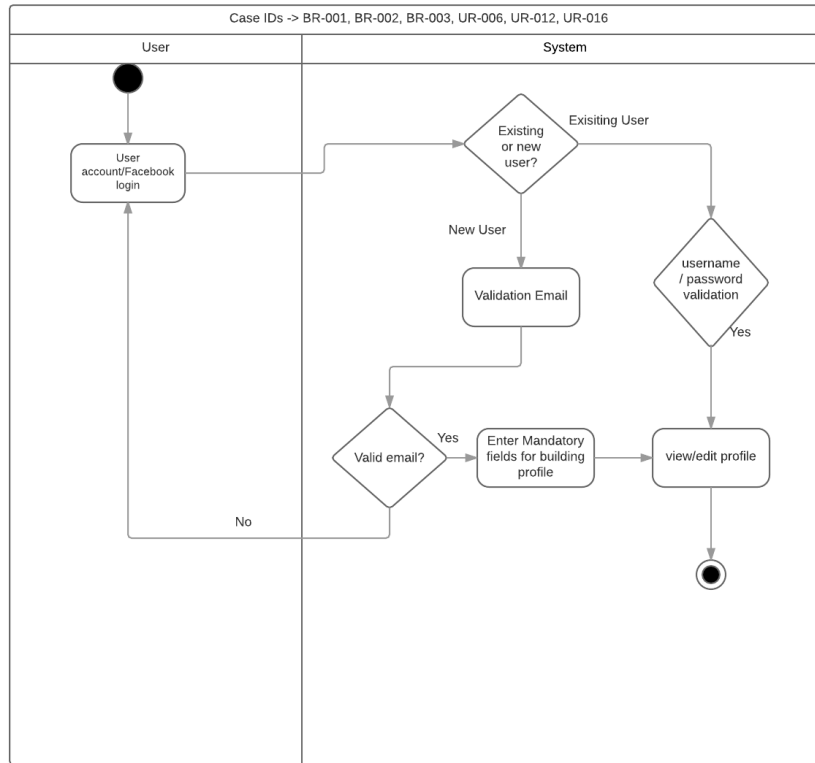 Case IDs -> BR-001, BR-002, BR-003, UR-006, UR-012, UR-016
User
System
User
account/Facebook
login
Existing
or new
user?
Exisiting User
New User
Validation Email
username
/ password
validation
Yes
Valid email?
Yes
Enter Mandatory
fields for building
profile
view/edit profile
No